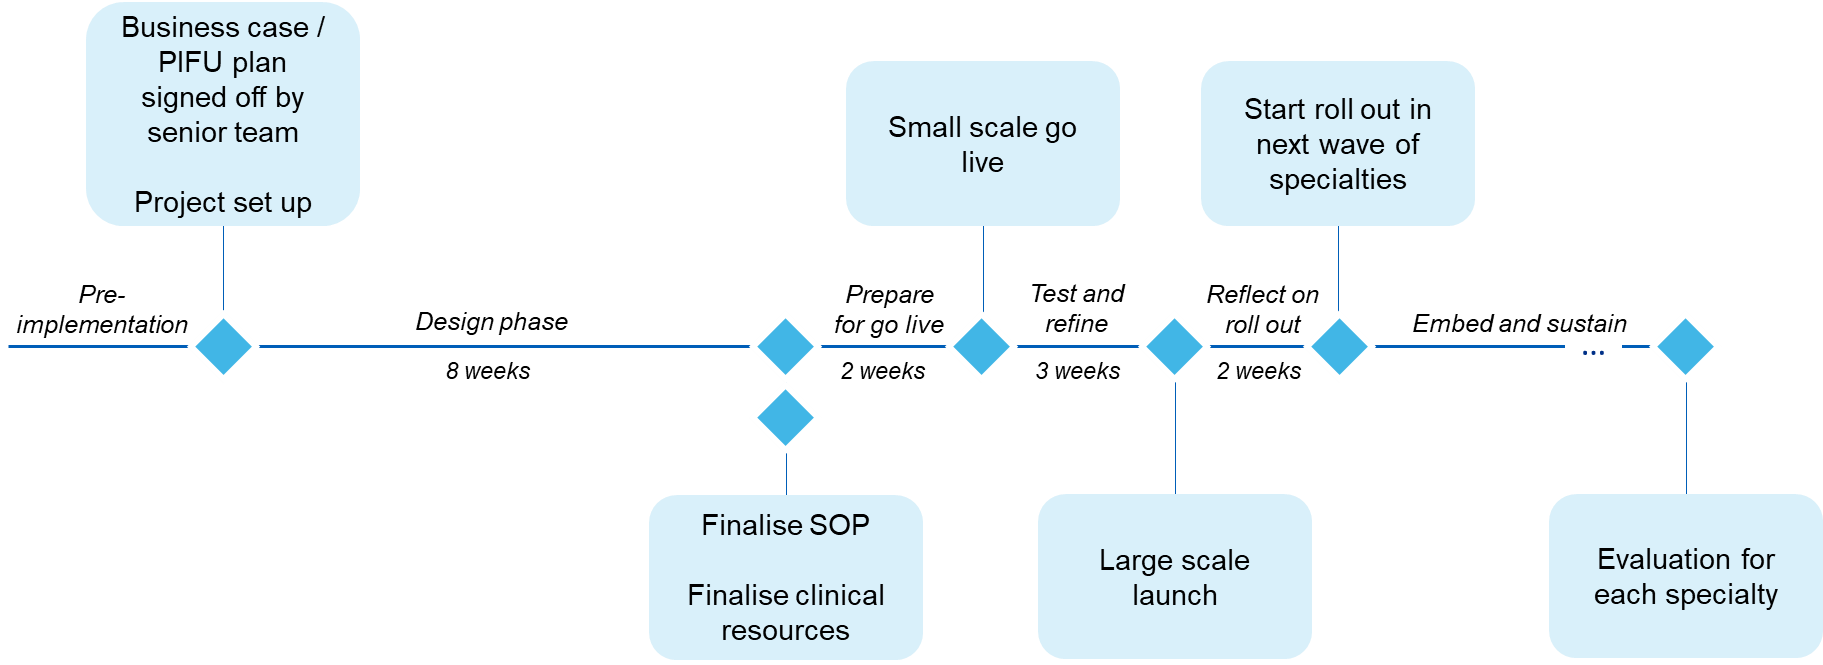 Business case /
PIFU plan
signed off by
senior team
Project set up
Small scale go
live
Start roll out in
next wave of
specialties
Pre-
implementation
Design phase
8 weeks
Prepare
for go live
2 weeks
Test and
refine
3 weeks
Reflect on
roll out
2 weeks
Embed and sustain
...
Finalise SOP
Finalise clinical
resources
Large scale
launch
Evaluation for
each specialty